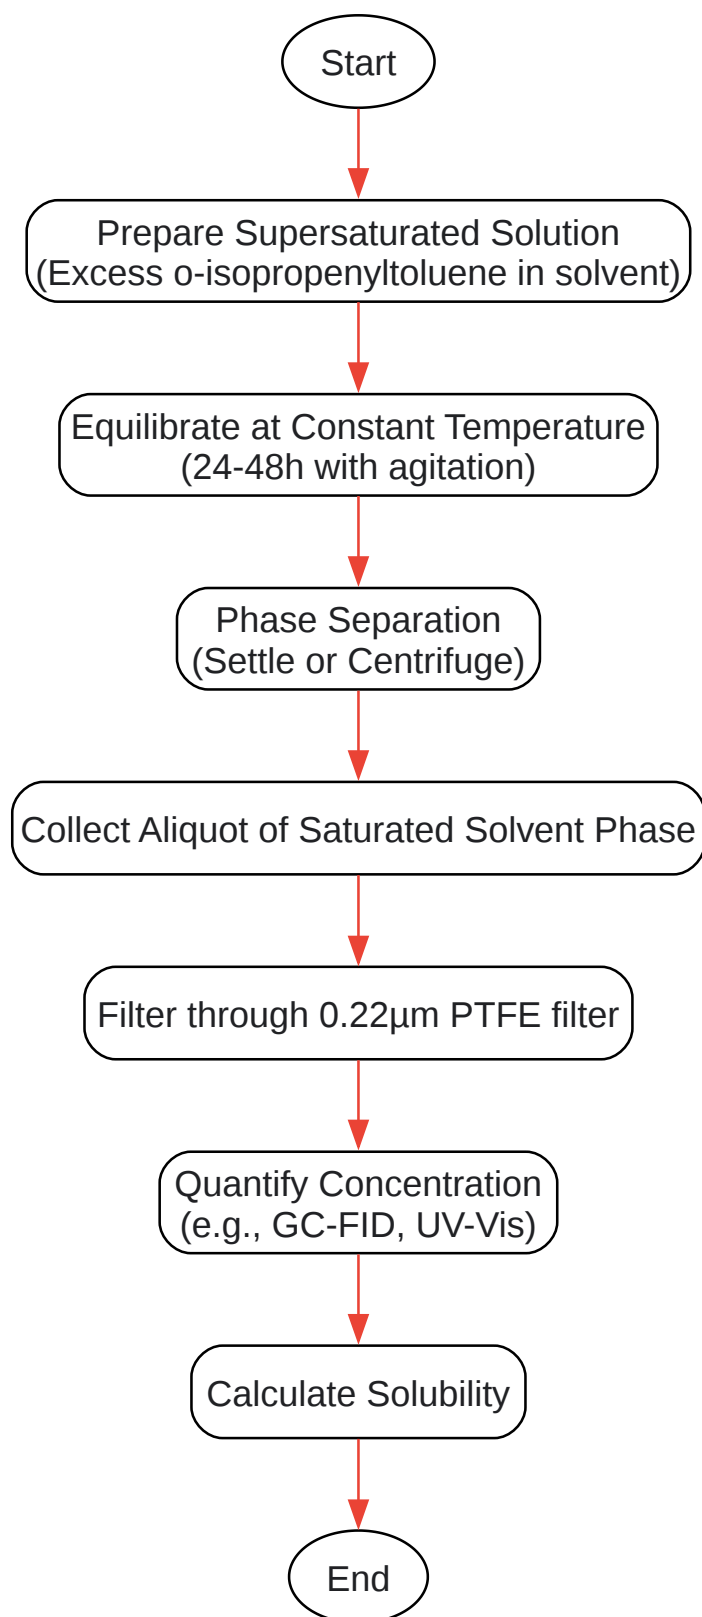 Start
Prepare Supersaturated Solution
(Excess o-isopropenyltoluene in solvent)
Equilibrate at Constant Temperature
(24-48h with agitation)
Phase Separation
(Settle or Centrifuge)
Collect Aliquot of Saturated Solvent Phase
Filter through 0.22µm PTFE filter
Quantify Concentration
(e.g., GC-FID, UV-Vis)
Calculate Solubility
End